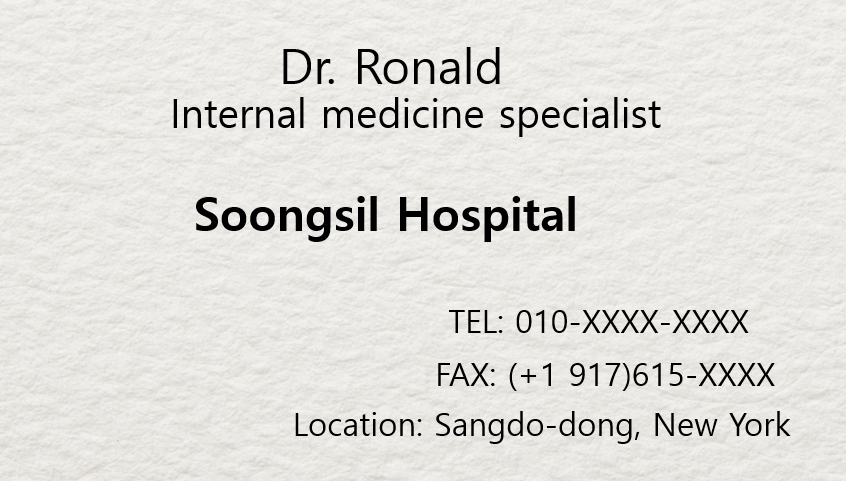 Dr. Ronald
Internal medicine specialist
Soongsil Hospital
TEL: 010-XXXX-XXXX
FAX: (+1 917)615-XXXX
Location: Sangdo-dong, New York